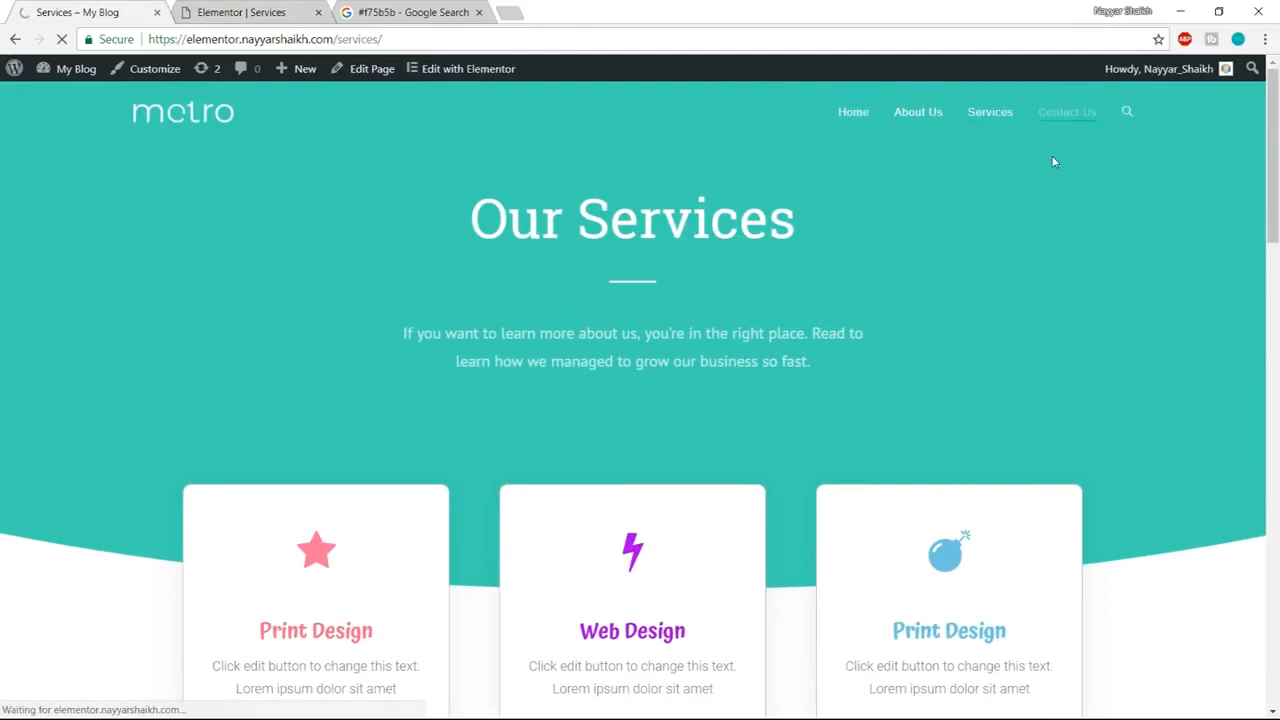 Services – My Blog
Elementor | Services
#f75b5b - Google Search
Nayyar Shaikh
Secure
https://elementor.nayyarshaikh.com/services/
My Blog
Customize
2
0
New
Edit Page
Edit with Elementor
Howdy, Nayyar_Shaikh
metro
Home
About Us
Services
Contact Us
Our Services
If you want to learn more about us, you're in the right place. Read to
learn how we managed to grow our business so fast.
Print Design
Click edit button to change this text.
Lorem ipsum dolor sit amet
Web Design
Click edit button to change this text.
Lorem ipsum dolor sit amet
Print Design
Click edit button to change this text.
Lorem ipsum dolor sit amet
Waiting for elementor.nayyarshaikh.com...